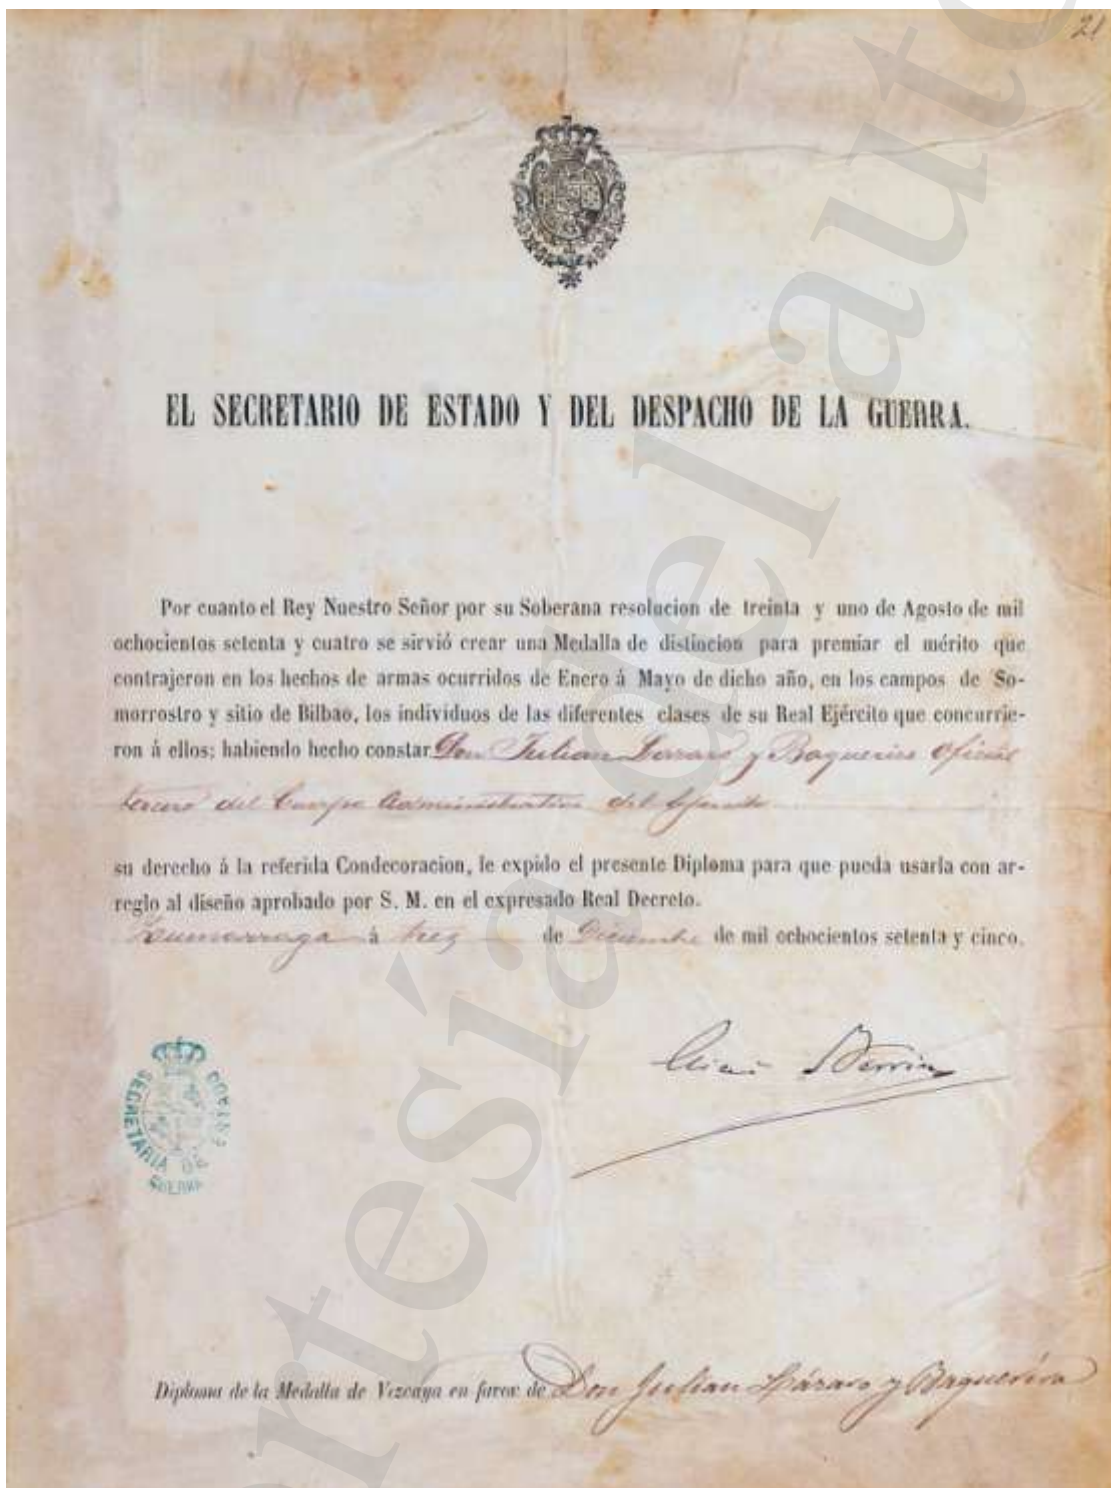 21
EL SECRETARIO DE ESTADO Y DEL DESPACHO DE LA GUERRA.
Por cuanto el Rey Nuestro Señor por su Soberana resolucion de treinta y uno de Agosto de mil
ochocientos setenta y cuatro se sirvió crear una Medalla de distincion para premiar el mérito que
contrajeron en los hechos de armas ocurridos de Enero á Mayo de dicho año, en los campos de So-
morrostro y sitio de Bilbao, los individuos de las diferentes clases de su Real Ejército que concurrie-
ron á ellos; habiendo hecho constar Don Julian y Oficial
tercero del Cuerpo Administrativo del Ejercito
su derecho á la referida Condecoracion, le expido el presente Diploma para que pueda usarla con ar-
reglo al diseño aprobado por S. M. en el expresado Real Decreto.
Zumarraga á trez de Diciembre de mil ochocientos setenta y cinco.
SECRETARIA DE
GUERRA
Diploma de la Medalla de Vizcaya en favor de Don Julian Lázaro y
cortesía del auto